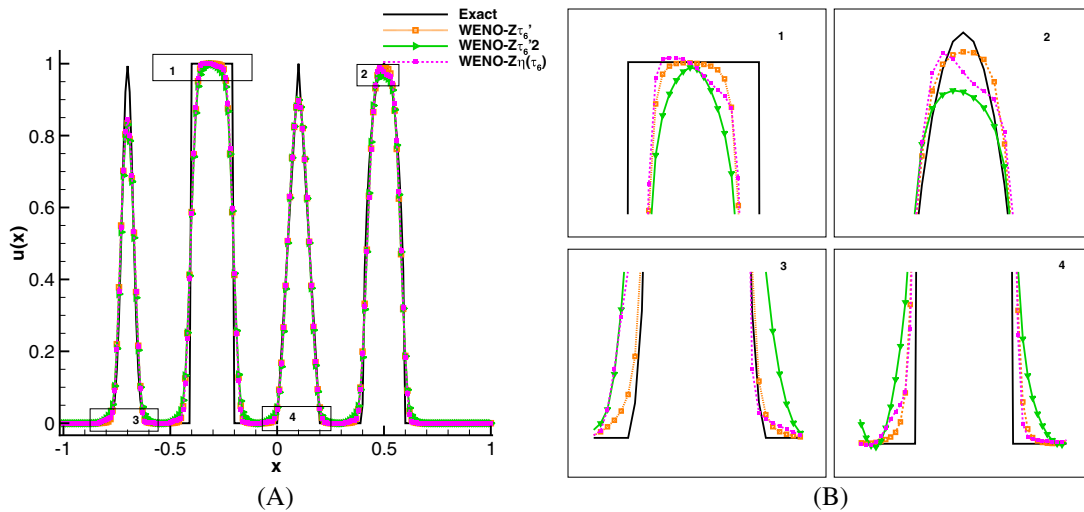 Exact
WENO-Zτ₆'
WENO-Zτ₆'2
WENO-Zη(τ₆)
u(x)
1
0.8
0.6
0.4
0.2
0
-1
-0.5
0
0.5
1
x
1
2
3
4
(A)
1
2
3
4
(B)